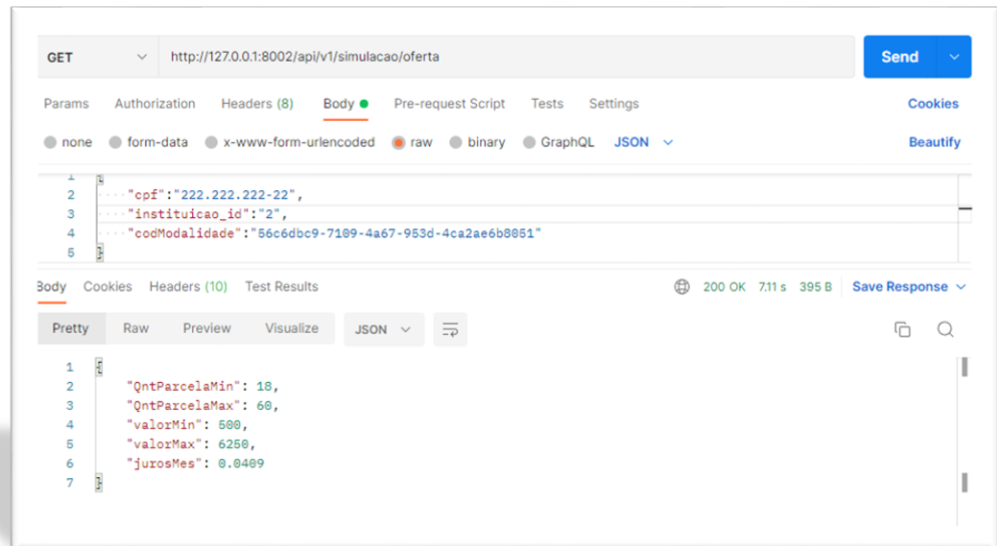 GET http://127.0.0.1:8002/api/v1/simulacao/oferta Send
Params Authorization Headers (8) Body Pre-request Script Tests Settings Cookies
none form-data x-www-form-urlencoded raw binary GraphQL JSON Beautify
1 {
2 "cpf":"222.222.222-22",
3 "instituicao_id":"2",
4 "codModalidade":"56c6dbc9-7109-4a67-953d-4ca2ae6b8051"
5 }
Body Cookies Headers (10) Test Results 200 OK 7.11 s 395 B Save Response
Pretty Raw Preview Visualize JSON
1 {
2 "QntParcelaMin": 18,
3 "QntParcelaMax": 60,
4 "valorMin": 500,
5 "valorMax": 6250,
6 "jurosMes": 0.0409
7 }